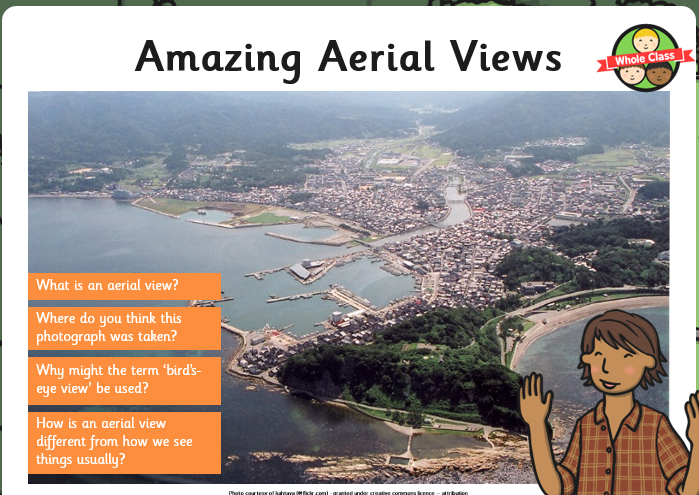 Amazing Aerial Views
Whole Class
What is an aerial view?
Where do you think this
photograph was taken?
Why might the term ‘bird’s-
eye view’ be used?
How is an aerial view
different from how we see
things usually?
Photo courtesy of kahtava (@flickr.com) - granted under creative commons licence – attribution